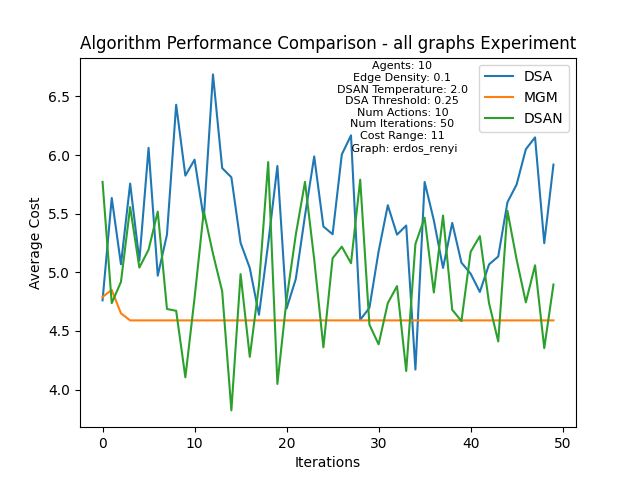 Algorithm Performance Comparison - all graphs Experiment
Agents: 10
Edge Density: 0.1
DSAN Temperature: 2.0
DSA Threshold: 0.25
Num Actions: 10
Num Iterations: 50
Cost Range: 11
Graph: erdos_renyi
DSA
MGM
DSAN
Average Cost
6.5
6.0
5.5
5.0
4.5
4.0
0 10 20 30 40 50
Iterations